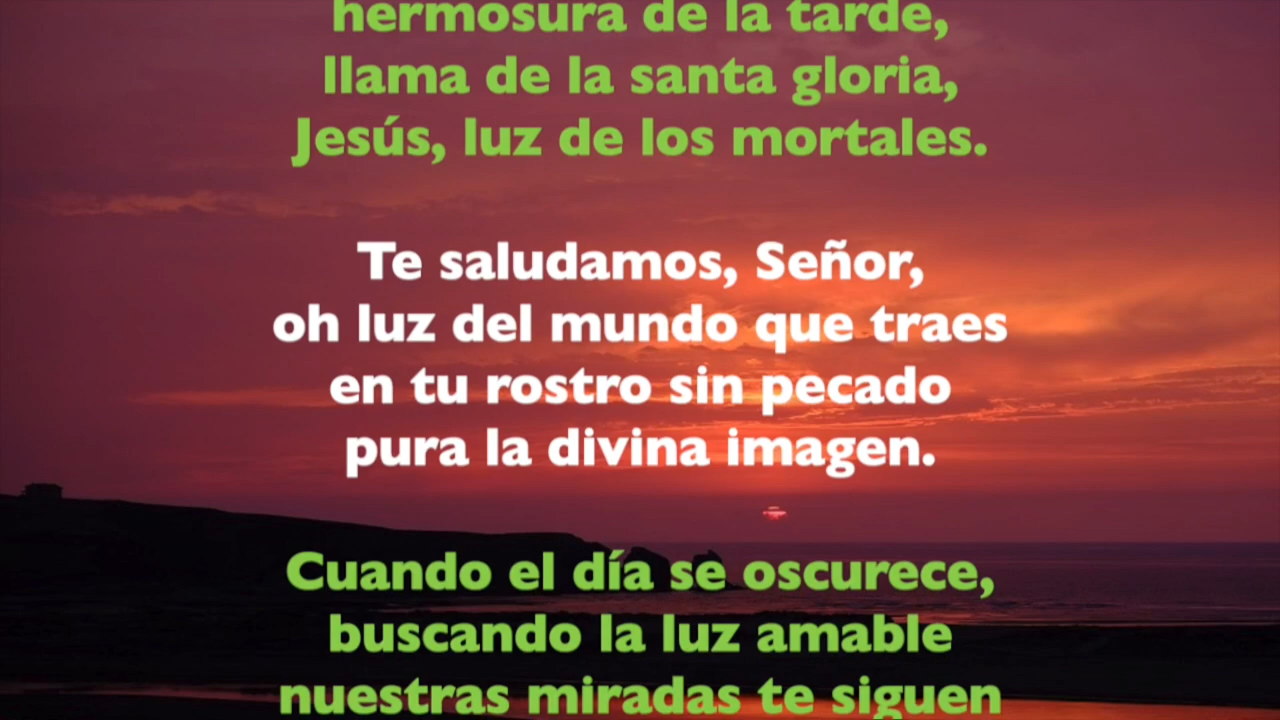 hermosura de la tarde,
llama de la santa gloria,
Jesús, luz de los mortales.
Te saludamos, Señor,
oh luz del mundo que traes
en tu rostro sin pecado
pura la divina imagen.
Cuando el día se oscurece,
buscando la luz amable
nuestras miradas te siguen